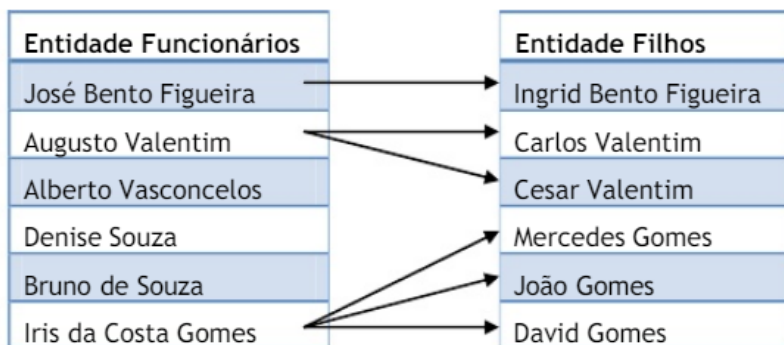 Entidade Funcionários
José Bento Figueira
Augusto Valentim
Alberto Vasconcelos
Denise Souza
Bruno de Souza
Iris da Costa Gomes
Entidade Filhos
Ingrid Bento Figueira
Carlos Valentim
Cesar Valentim
Mercedes Gomes
João Gomes
David Gomes